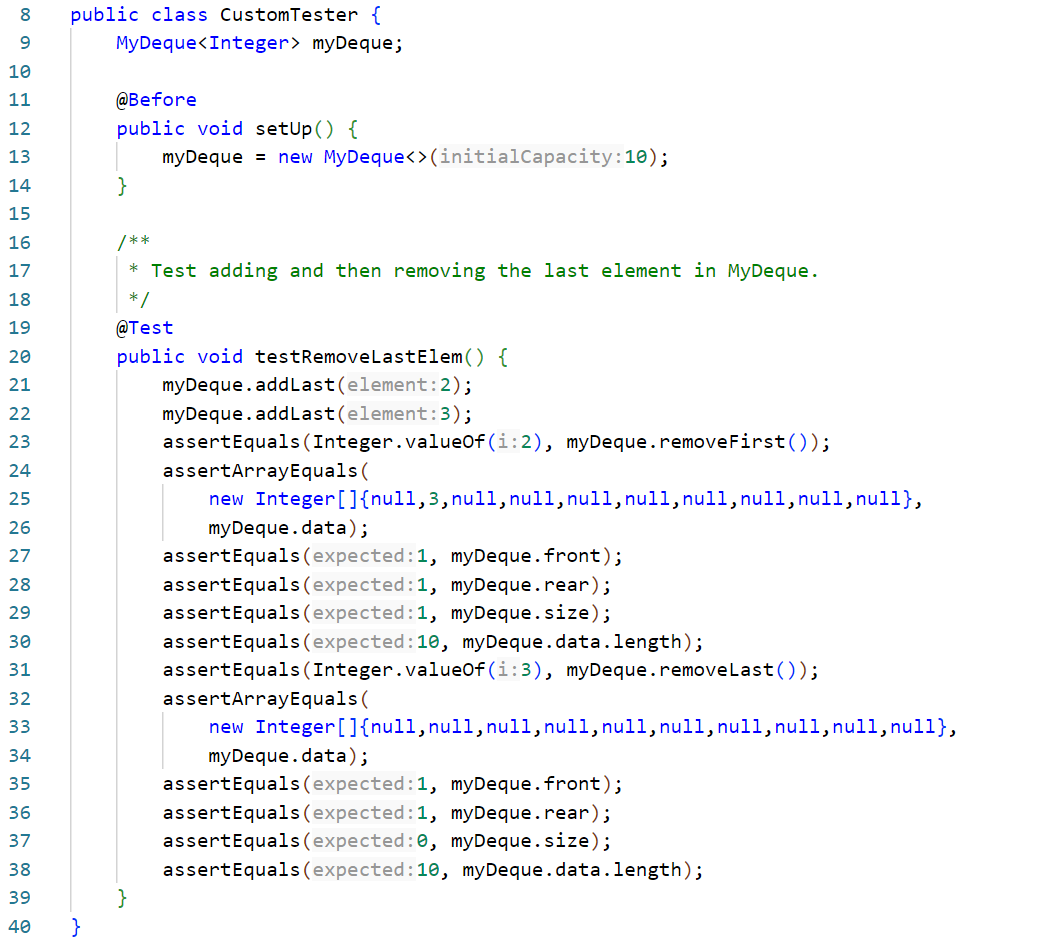 8 public class CustomTester {
9 MyDeque<Integer> myDeque;
10
11 @Before
12 public void setUp() {
13 myDeque = new MyDeque<>(initialCapacity:10);
14 }
15
16 /**
17 * Test adding and then removing the last element in MyDeque.
18 */
19 @Test
20 public void testRemoveLastElem() {
21 myDeque.addLast(element:2);
22 myDeque.addLast(element:3);
23 assertEquals(Integer.valueOf(i:2), myDeque.removeFirst());
24 assertArrayEquals(
25 new Integer[]{null,3,null,null,null,null,null,null,null,null},
26 myDeque.data);
27 assertEquals(expected:1, myDeque.front);
28 assertEquals(expected:1, myDeque.rear);
29 assertEquals(expected:1, myDeque.size);
30 assertEquals(expected:10, myDeque.data.length);
31 assertEquals(Integer.valueOf(i:3), myDeque.removeLast());
32 assertArrayEquals(
33 new Integer[]{null,null,null,null,null,null,null,null,null,null},
34 myDeque.data);
35 assertEquals(expected:1, myDeque.front);
36 assertEquals(expected:1, myDeque.rear);
37 assertEquals(expected:0, myDeque.size);
38 assertEquals(expected:10, myDeque.data.length);
39 }
40 }